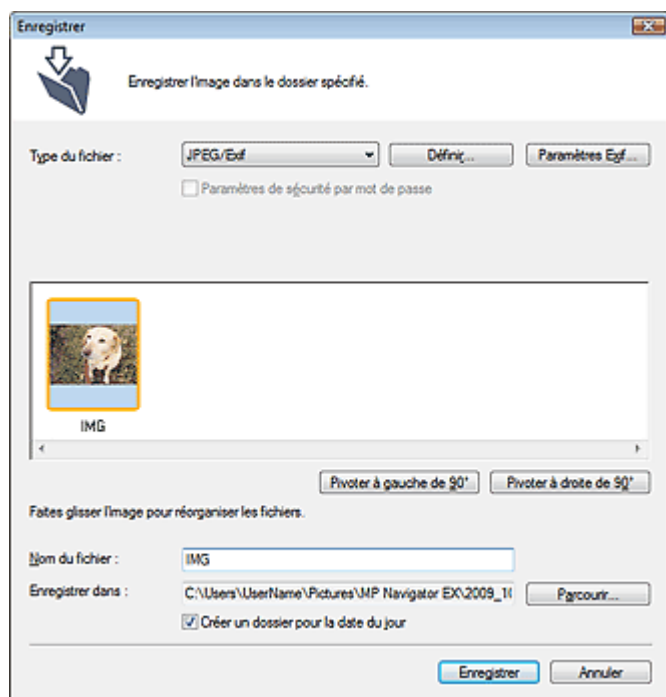 Enregistrer
Enregistrer l'image dans le dossier spécifié.
Type du fichier : JPEG/Exif Définir... Paramètres Exif...
Paramètres de sécurité par mot de passe
IMG
Pivoter à gauche de 90° Pivoter à droite de 90°
Faites glisser l'image pour réorganiser les fichiers.
Nom du fichier : IMG
Enregistrer dans : C:\Users\UserName\Pictures\MP Navigator EX\2009_10 Parcourir...
Créer un dossier pour la date du jour
Enregistrer Annuler